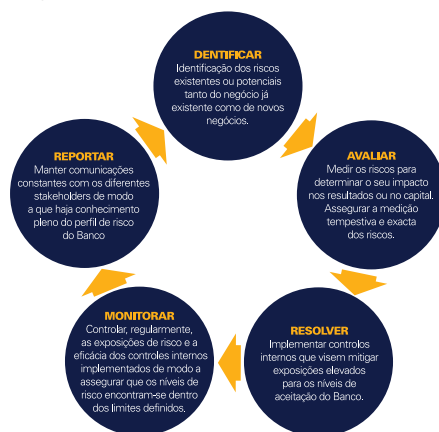 DENTIFICAR
Identificação dos riscos
existentes ou potenciais
tanto do negócio já
existente como de novos
negócios.
AVALIAR
Medir os riscos para
determinar o seu impacto
nos resultados ou no capital.
Assegurar a medição
tempestiva e exacta
dos riscos.
RESOLVER
Implementar controlos
internos que visem mitigar
exposições elevados
para os níveis de
aceitação do Banco.
MONITORAR
Controlar, regularmente,
as exposições de risco e a
eficácia dos controles internos
implementados de modo a
assegurar que os níveis de
risco encontram-se dentro
dos limites definidos.
REPORTAR
Manter comunicações
constantes com os diferentes
stakeholders de modo
a que haja conhecimento
pleno do perfil de risco
do Banco